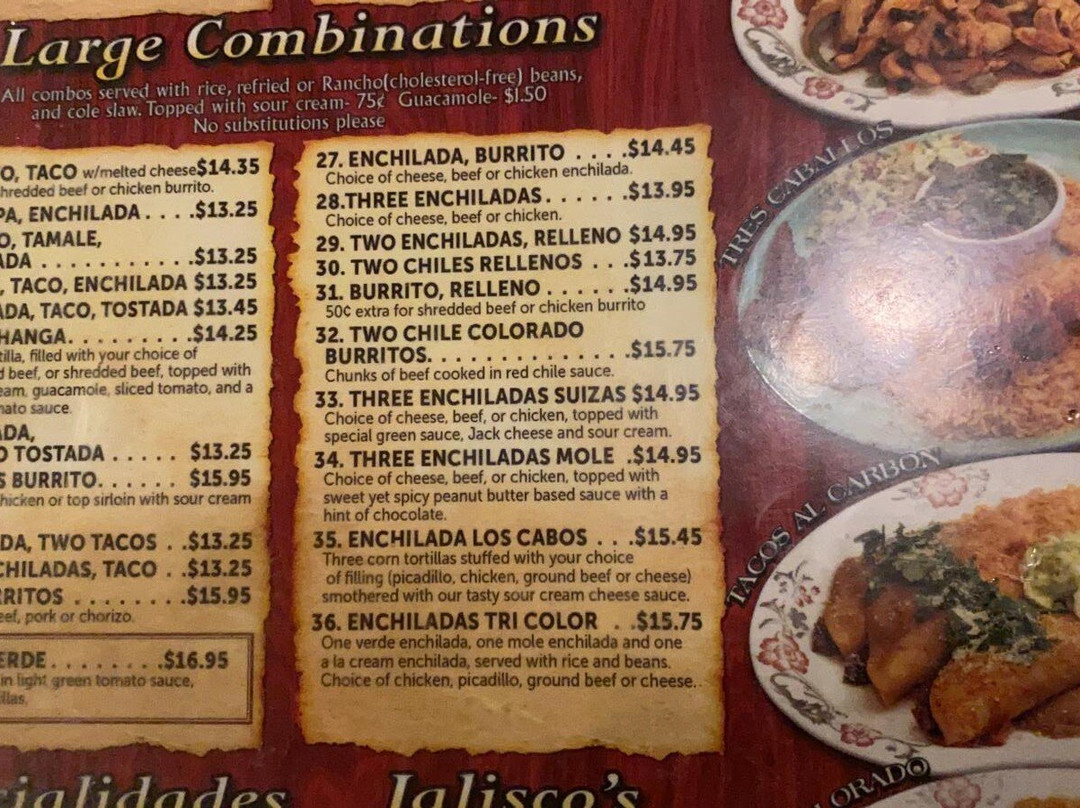 Large Combinations
All combos served with rice, refried or Rancho(cholesterol-free) beans,
and cole slaw. Topped with sour cream- 75¢ Guacamole- $1.50
No substitutions please
O, TACO w/melted cheese$14.35
hredded beef or chicken burrito.
PA, ENCHILADA. . . .$13.25
O, TAMALE,
ADA . . . . . . . . . . . .$13.25
, TACO, ENCHILADA $13.25
ADA, TACO, TOSTADA $13.45
HANGA. . . . . . . . .$14.25
tilla, filled with your choice of
d beef, or shredded beef, topped with
eam, guacamole, sliced tomato, and a
nato sauce.
ADA,
O TOSTADA . . . . . $13.25
S BURRITO. . . . . . $15.95
hicken or top sirloin with sour cream
DA, TWO TACOS . .$13.25
CHILADAS, TACO . .$13.25
RRITOS . . . . . . . .$15.95
eef, pork or chorizo.
ERDE. . . . . . . .$16.95
in light green tomato sauce,
llas.
27. ENCHILADA, BURRITO . . . .$14.45
Choice of cheese, beef or chicken enchilada.
28.THREE ENCHILADAS. . . . . .$13.95
Choice of cheese, beef or chicken.
29. TWO ENCHILADAS, RELLENO $14.95
30. TWO CHILES RELLENOS . . .$13.75
31. BURRITO, RELLENO . . . . . .$14.95
50¢ extra for shredded beef or chicken burrito
32. TWO CHILE COLORADO
BURRITOS. . . . . . . . . . . . . .$15.75
Chunks of beef cooked in red chile sauce.
33. THREE ENCHILADAS SUIZAS $14.95
Choice of cheese, beef, or chicken, topped with
special green sauce, Jack cheese and sour cream.
34. THREE ENCHILADAS MOLE .$14.95
Choice of cheese, beef, or chicken, topped with
sweet yet spicy peanut butter based sauce with a
hint of chocolate.
35. ENCHILADA LOS CABOS . . .$15.45
Three corn tortillas stuffed with your choice
of filling (picadillo, chicken, ground beef or cheese)
smothered with our tasty sour cream cheese sauce.
36. ENCHILADAS TRI COLOR . .$15.75
One verde enchilada, one mole enchilada and one
a la cream enchilada, served with rice and beans.
Choice of chicken, picadillo, ground beef or cheese.
TRES CABALLOS
TACOS AL CARBON
LORADO
cialidades Jalisco's